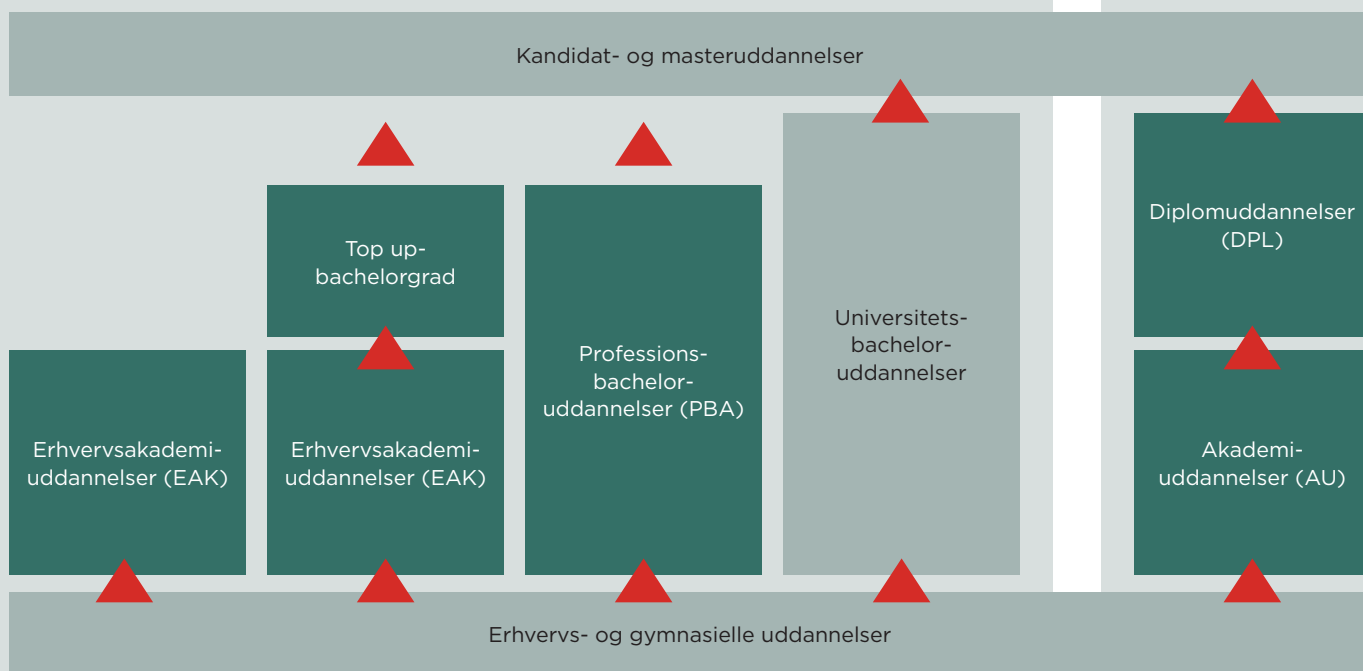 Kandidat- og masteruddannelser
Top up-
bachelorgrad
Erhvervsakademi-
uddannelser (EAK)
Erhvervsakademi-
uddannelser (EAK)
Professions-
bachelor-
uddannelser (PBA)
Universitets-
bachelor-
uddannelser
Diplomuddannelser
(DPL)
Akademi-
uddannelser (AU)
Erhvervs- og gymnasielle uddannelser